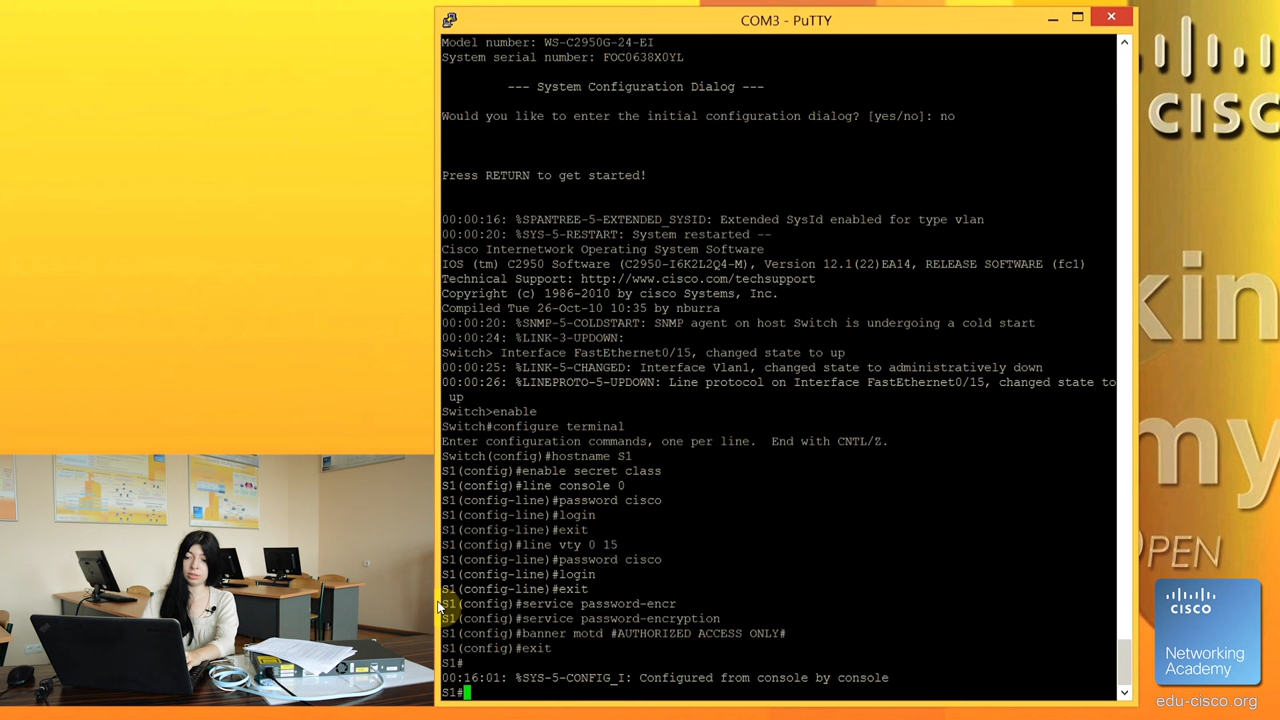 COM3 - PuTTY
Model number: WS-C2950G-24-EI
System serial number: FOC0638X0YL
--- System Configuration Dialog ---
Would you like to enter the initial configuration dialog? [yes/no]: no
Press RETURN to get started!
00:00:16: %SPANTREE-5-EXTENDED_SYSID: Extended SysId enabled for type vlan
00:00:20: %SYS-5-RESTART: System restarted --
Cisco Internetwork Operating System Software
IOS (tm) C2950 Software (C2950-I6K2L2Q4-M), Version 12.1(22)EA14, RELEASE SOFTWARE (fc1)
Technical Support: http://www.cisco.com/techsupport
Copyright (c) 1986-2010 by cisco Systems, Inc.
Compiled Tue 26-Oct-10 10:35 by nburra
00:00:20: %SNMP-5-COLDSTART: SNMP agent on host Switch is undergoing a cold start
00:00:24: %LINK-3-UPDOWN:
Switch> Interface FastEthernet0/15, changed state to up
00:00:25: %LINK-5-CHANGED: Interface Vlan1, changed state to administratively down
00:00:26: %LINEPROTO-5-UPDOWN: Line protocol on Interface FastEthernet0/15, changed state to
up
Switch>enable
Switch#configure terminal
Enter configuration commands, one per line.  End with CNTL/Z.
Switch(config)#hostname S1
S1(config)#enable secret class
S1(config)#line console 0
S1(config-line)#password cisco
S1(config-line)#login
S1(config-line)#exit
S1(config)#line vty 0 15
S1(config-line)#password cisco
S1(config-line)#login
S1(config-line)#exit
S1(config)#service password-encr
S1(config)#service password-encryption
S1(config)#banner motd #AUTHORIZED ACCESS ONLY#
S1(config)#exit
S1#
00:16:01: %SYS-5-CONFIG_I: Configured from console by console
S1#
CISCO
kin
my
OPEN
cisco
Networking
Academy
edu-cisco.org